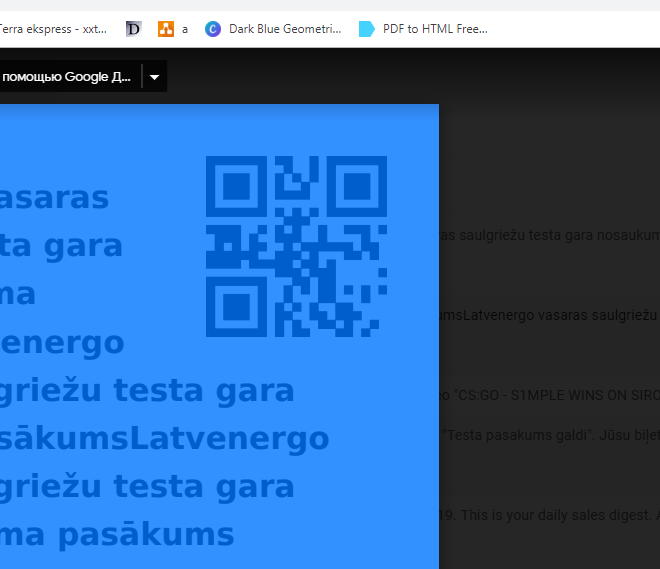 Terra ekspress - xxt...
a
Dark Blue Geometri...
PDF to HTML Free...
помощью Google Д...
asaras
ta gara
ma
energo
griežu testa gara
sākumsLatvenergo
griežu testa gara
ma pasākums
as saulgriežu testa gara nosaukum
umsLatvenergo vasaras saulgriežu
o "CS:GO - S1MPLE WINS ON SIRO
"Testa pasakums galdi". Jūsu biļet
19. This is your daily sales digest. A